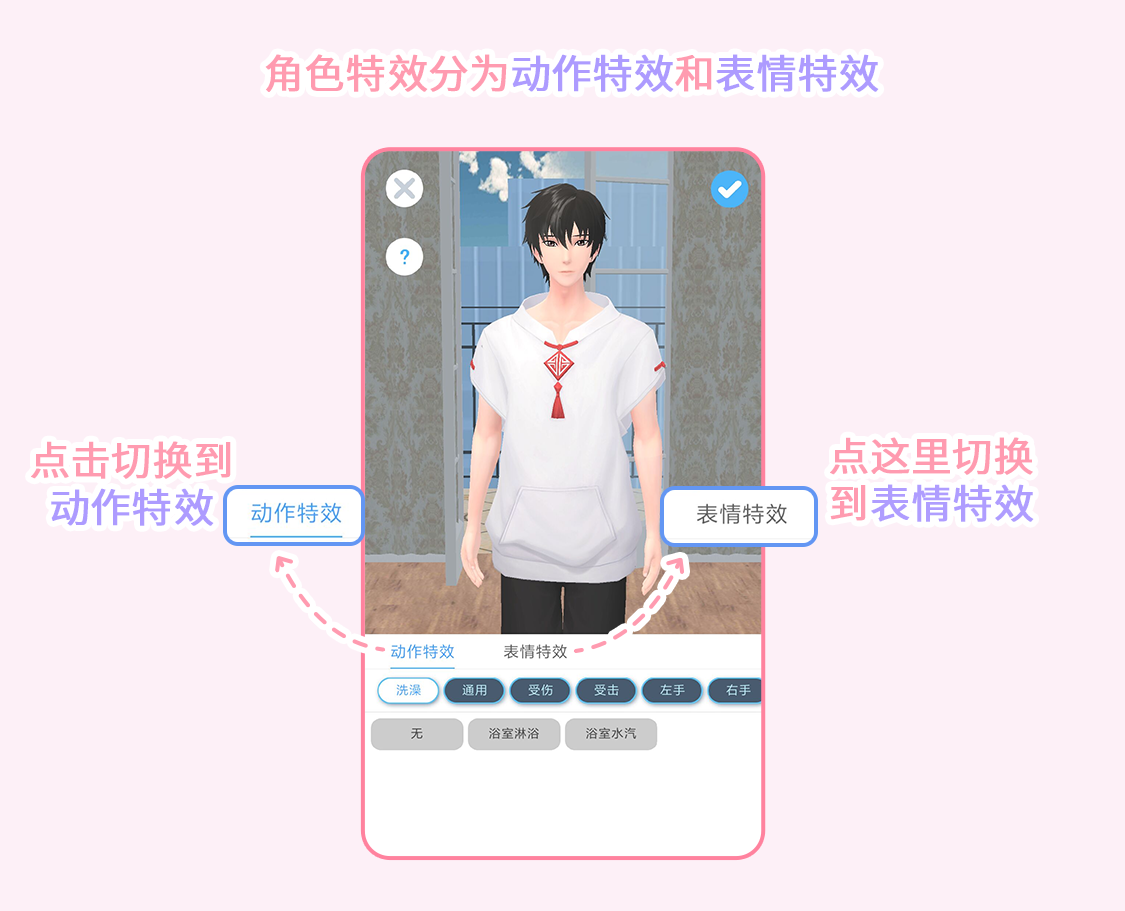 角色特效分为动作特效和表情特效
?
点击切换到
动作特效
动作特效
表情特效
点这里切换
到表情特效
动作特效 表情特效
洗澡 通用 受伤 受击 左手 右手
无 浴室淋浴 浴室水汽